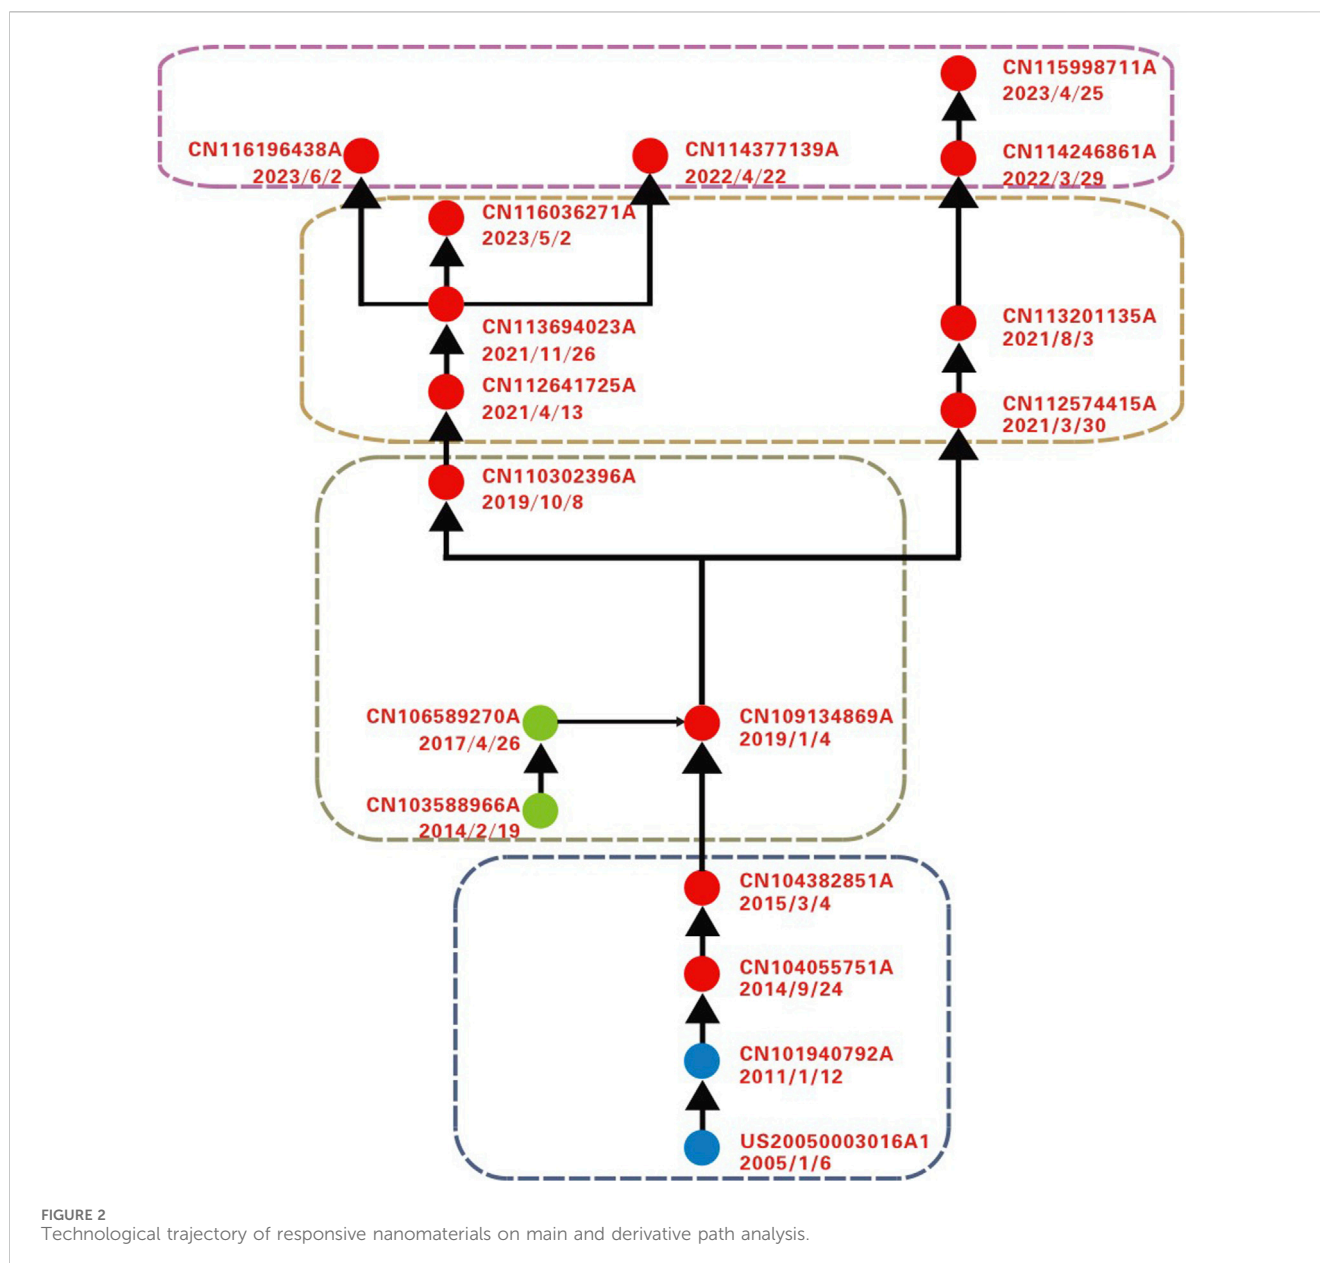 CN115998711A
2023/4/25
CN116196438A
2023/6/2
CN114377139A
2022/4/22
CN114246861A
2022/3/29
CN116036271A
2023/5/2
CN113694023A
2021/11/26
CN113201135A
2021/8/3
CN112641725A
2021/4/13
CN112574415A
2021/3/30
CN110302396A
2019/10/8
CN106589270A
2017/4/26
CN109134869A
2019/1/4
CN103588966A
2014/2/19
CN104382851A
2015/3/4
CN104055751A
2014/9/24
CN101940792A
2011/1/12
US20050003016A1
2005/1/6
FIGURE 2
Technological trajectory of responsive nanomaterials on main and derivative path analysis.